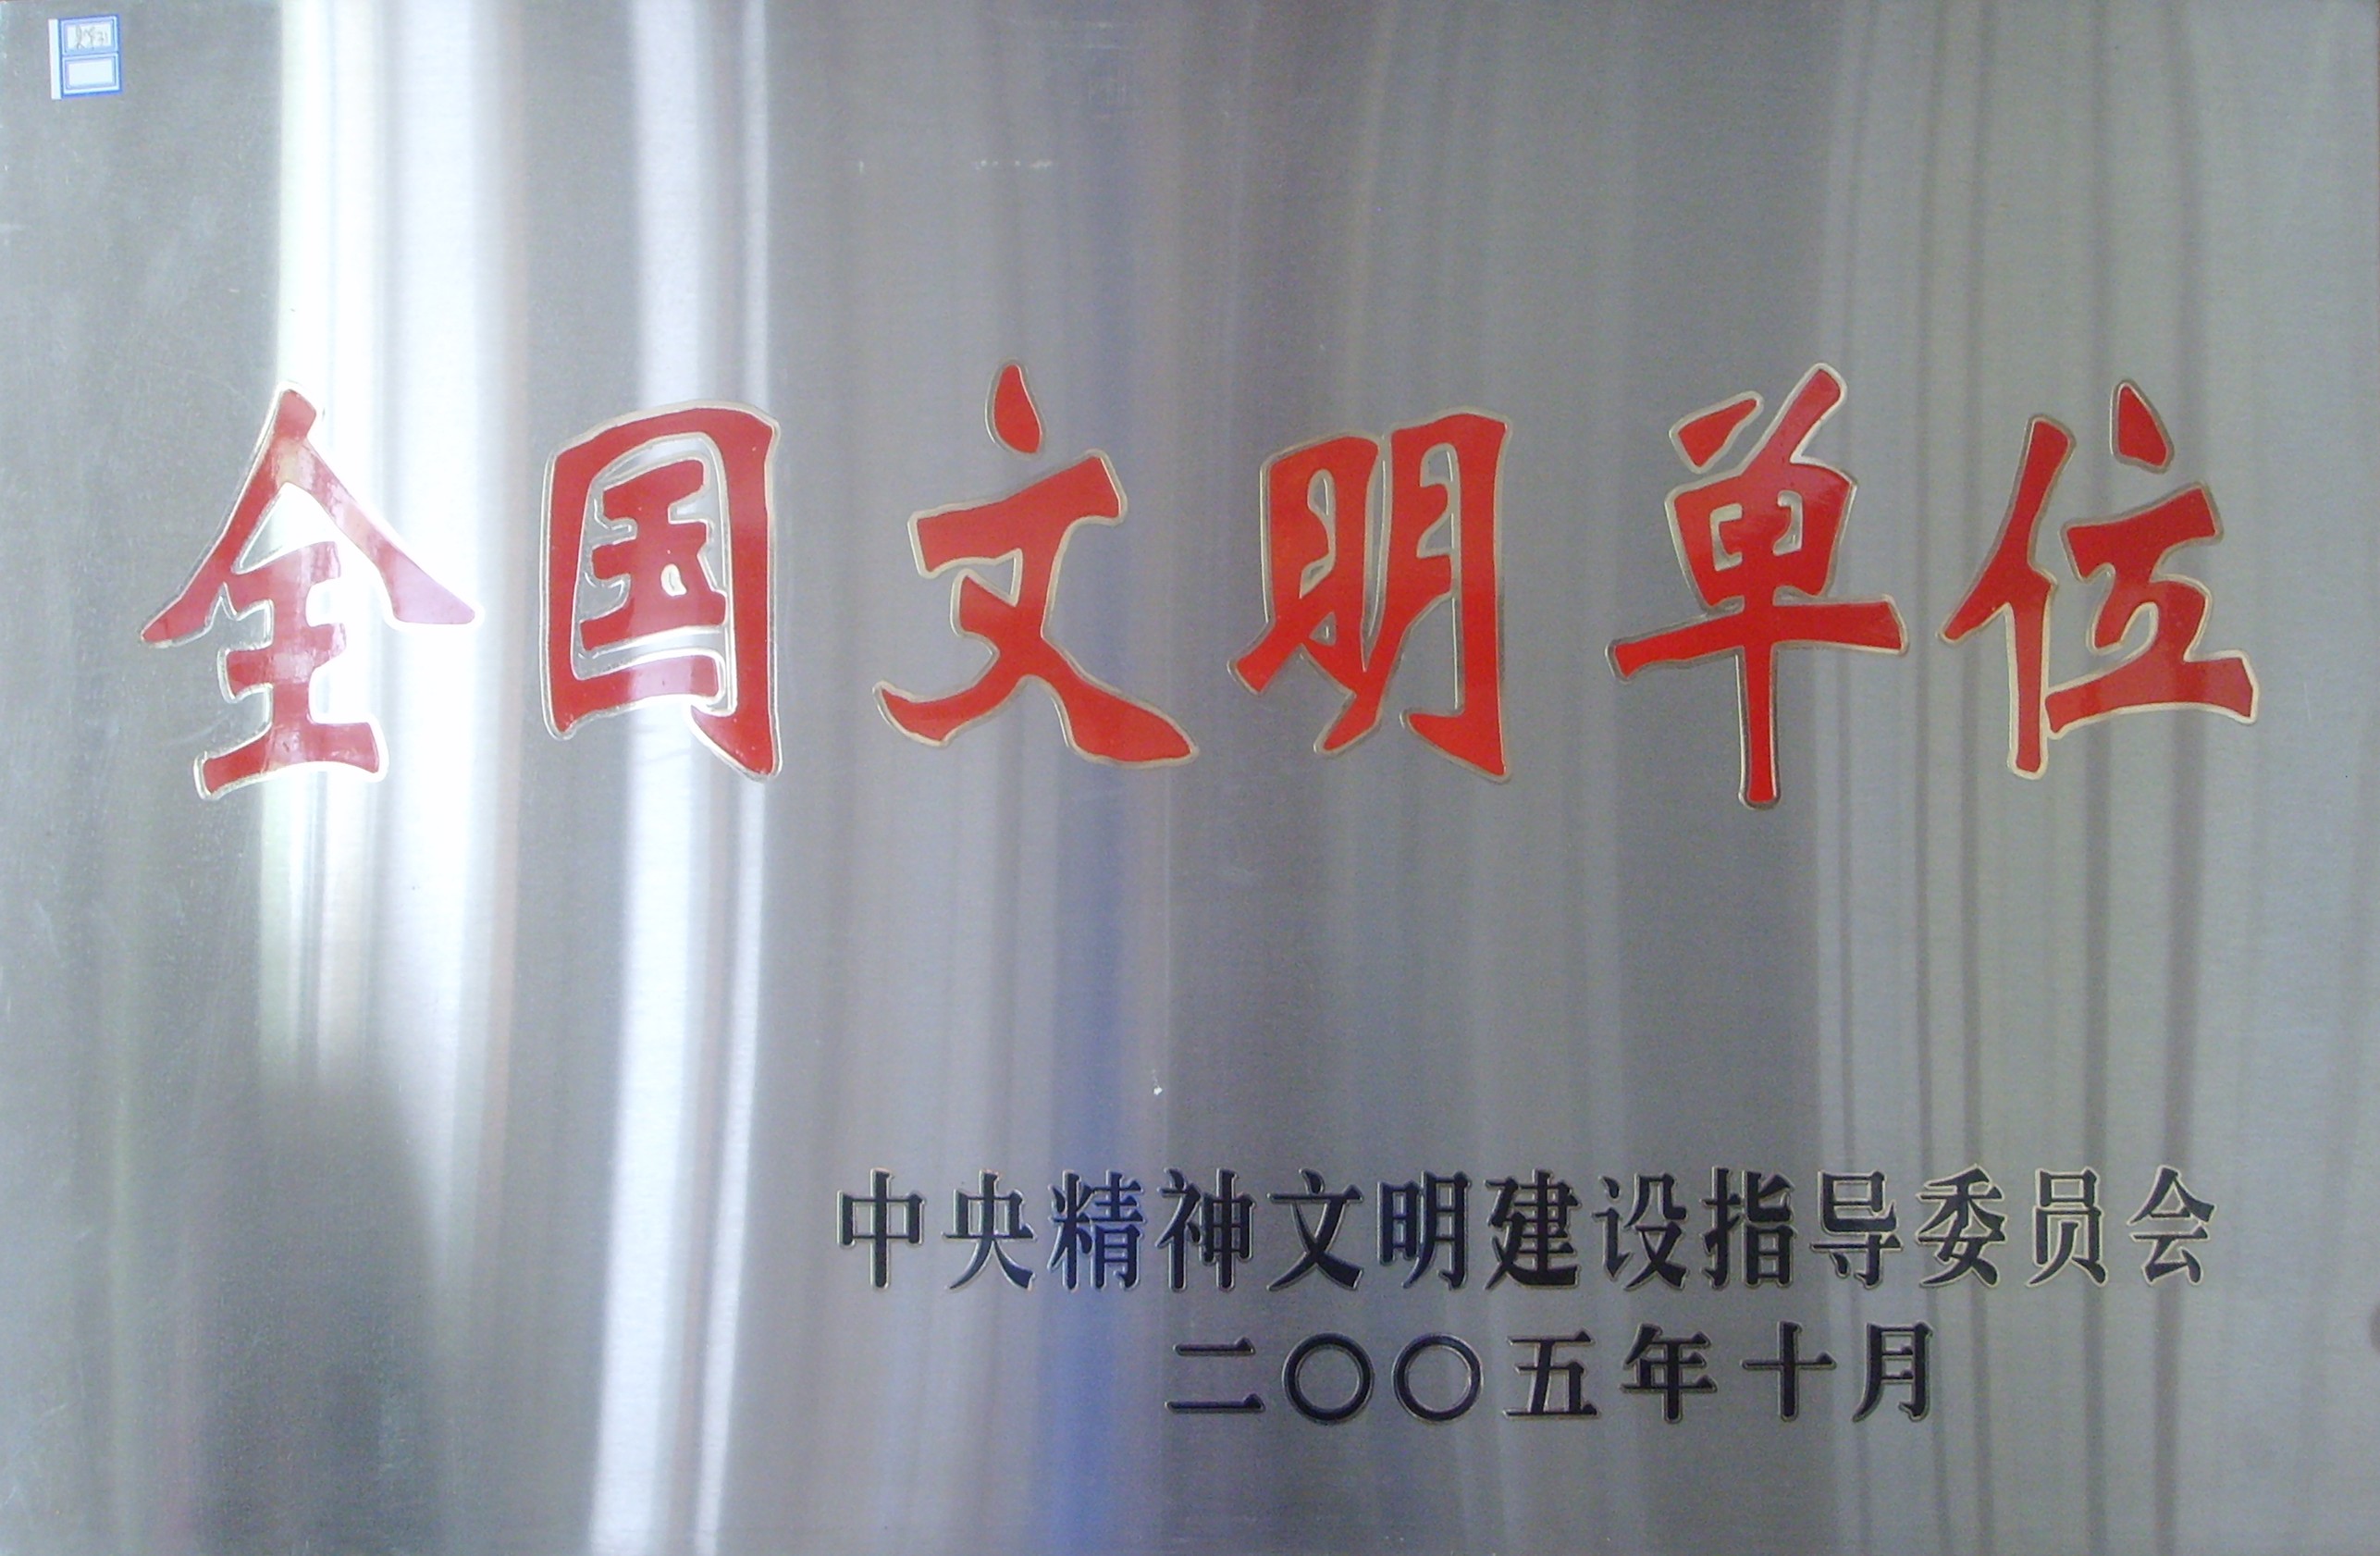 全国文明单位
中央精神文明建设指导委员会
二〇〇五年十月